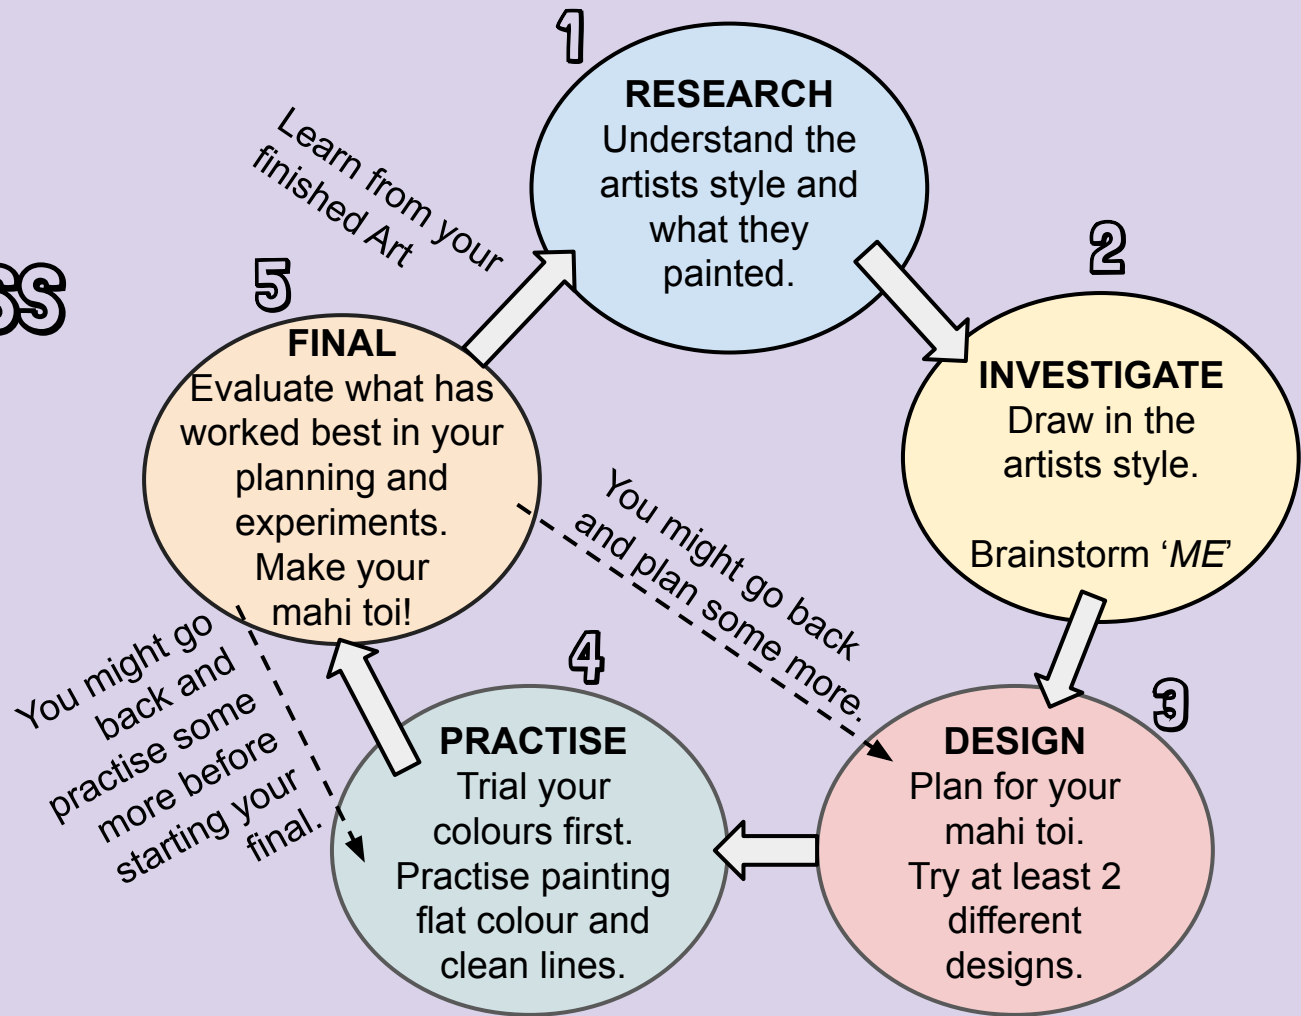 1
RESEARCH
Understand the
artists style and
what they
painted.
Learn from your
finished Art
2
INVESTIGATE
Draw in the
artists style.
Brainstorm ‘ME’
3
DESIGN
Plan for your
mahi toi.
Try at least 2
different
designs.
4
PRACTISE
Trial your
colours first.
Practise painting
flat colour and
clean lines.
5
FINAL
Evaluate what has
worked best in your
planning and
experiments.
Make your
mahi toi!
You might go back
and plan some more.
You might go
back and
practise some
more before
starting your
final.